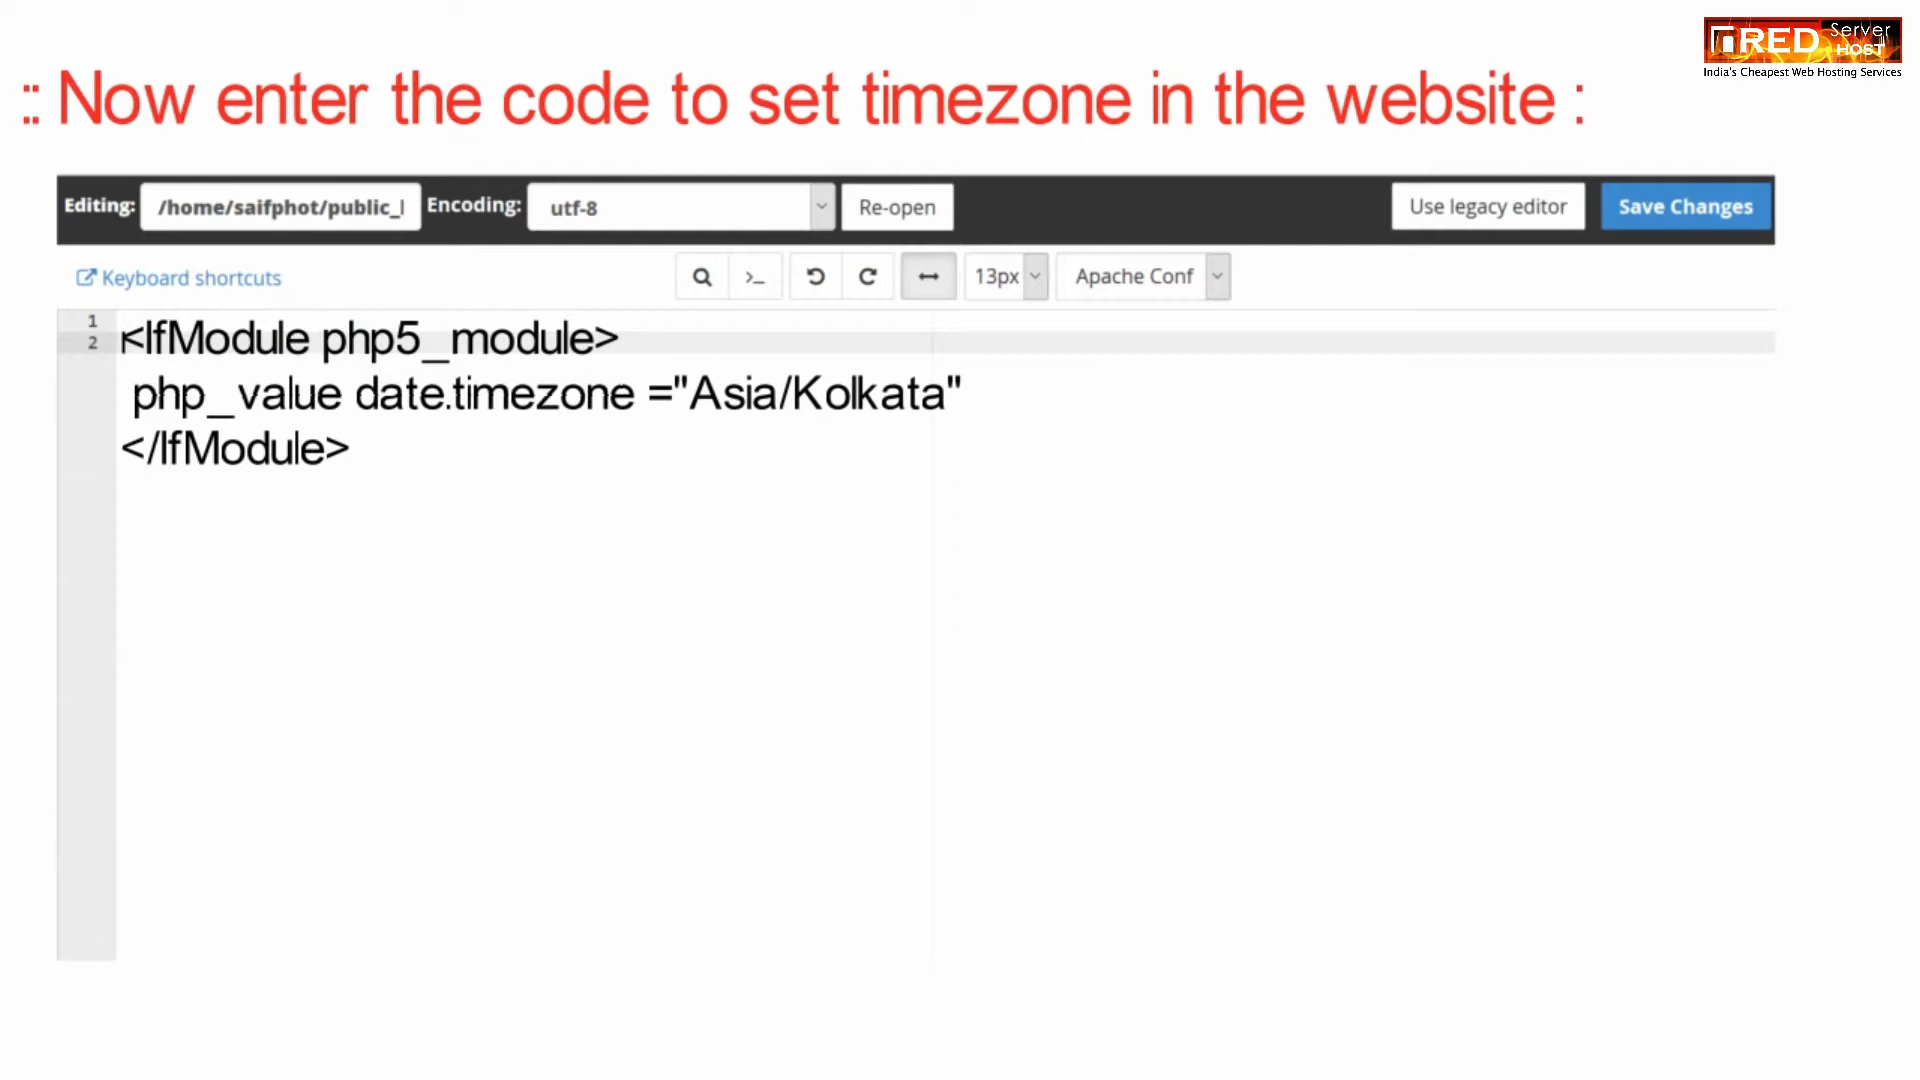 RED Server HOST
India's Cheapest Web Hosting Services
:: Now enter the code to set timezone in the website :
Editing: /home/saifphot/public_ Encoding: utf-8 Re-open Use legacy editor Save Changes
Keyboard shortcuts >_ 13px Apache Conf
1
2
<IfModule php5_module>
php_value date.timezone ="Asia/Kolkata"
</IfModule>